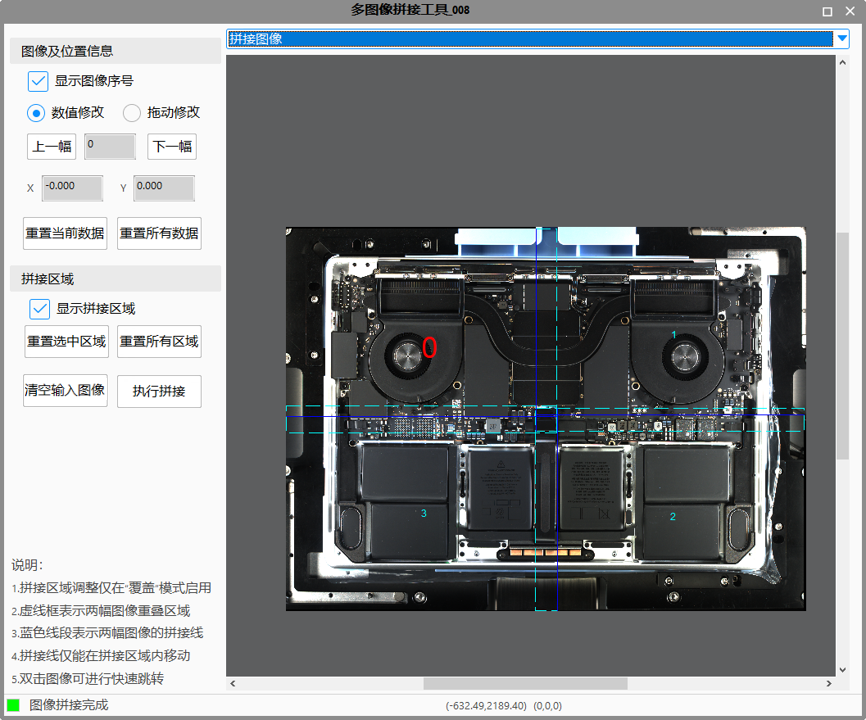 多图像拼接工具_008
图像及位置信息
显示图像序号
数值修改 拖动修改
上一幅 0 下一幅
X -0.000 Y 0.000
重置当前数据 重置所有数据
拼接区域
显示拼接区域
重置选中区域 重置所有区域
清空输入图像 执行拼接
说明：
1.拼接区域调整仅在“覆盖”模式启用
2.虚线框表示两幅图像重叠区域
3.蓝色线段表示两幅图像的拼接线
4.拼接线仅能在拼接区域内移动
5.双击图像可进行快速跳转
拼接图像
1
0
3
2
图像拼接完成
(-632.49,2189.40) (0,0,0)